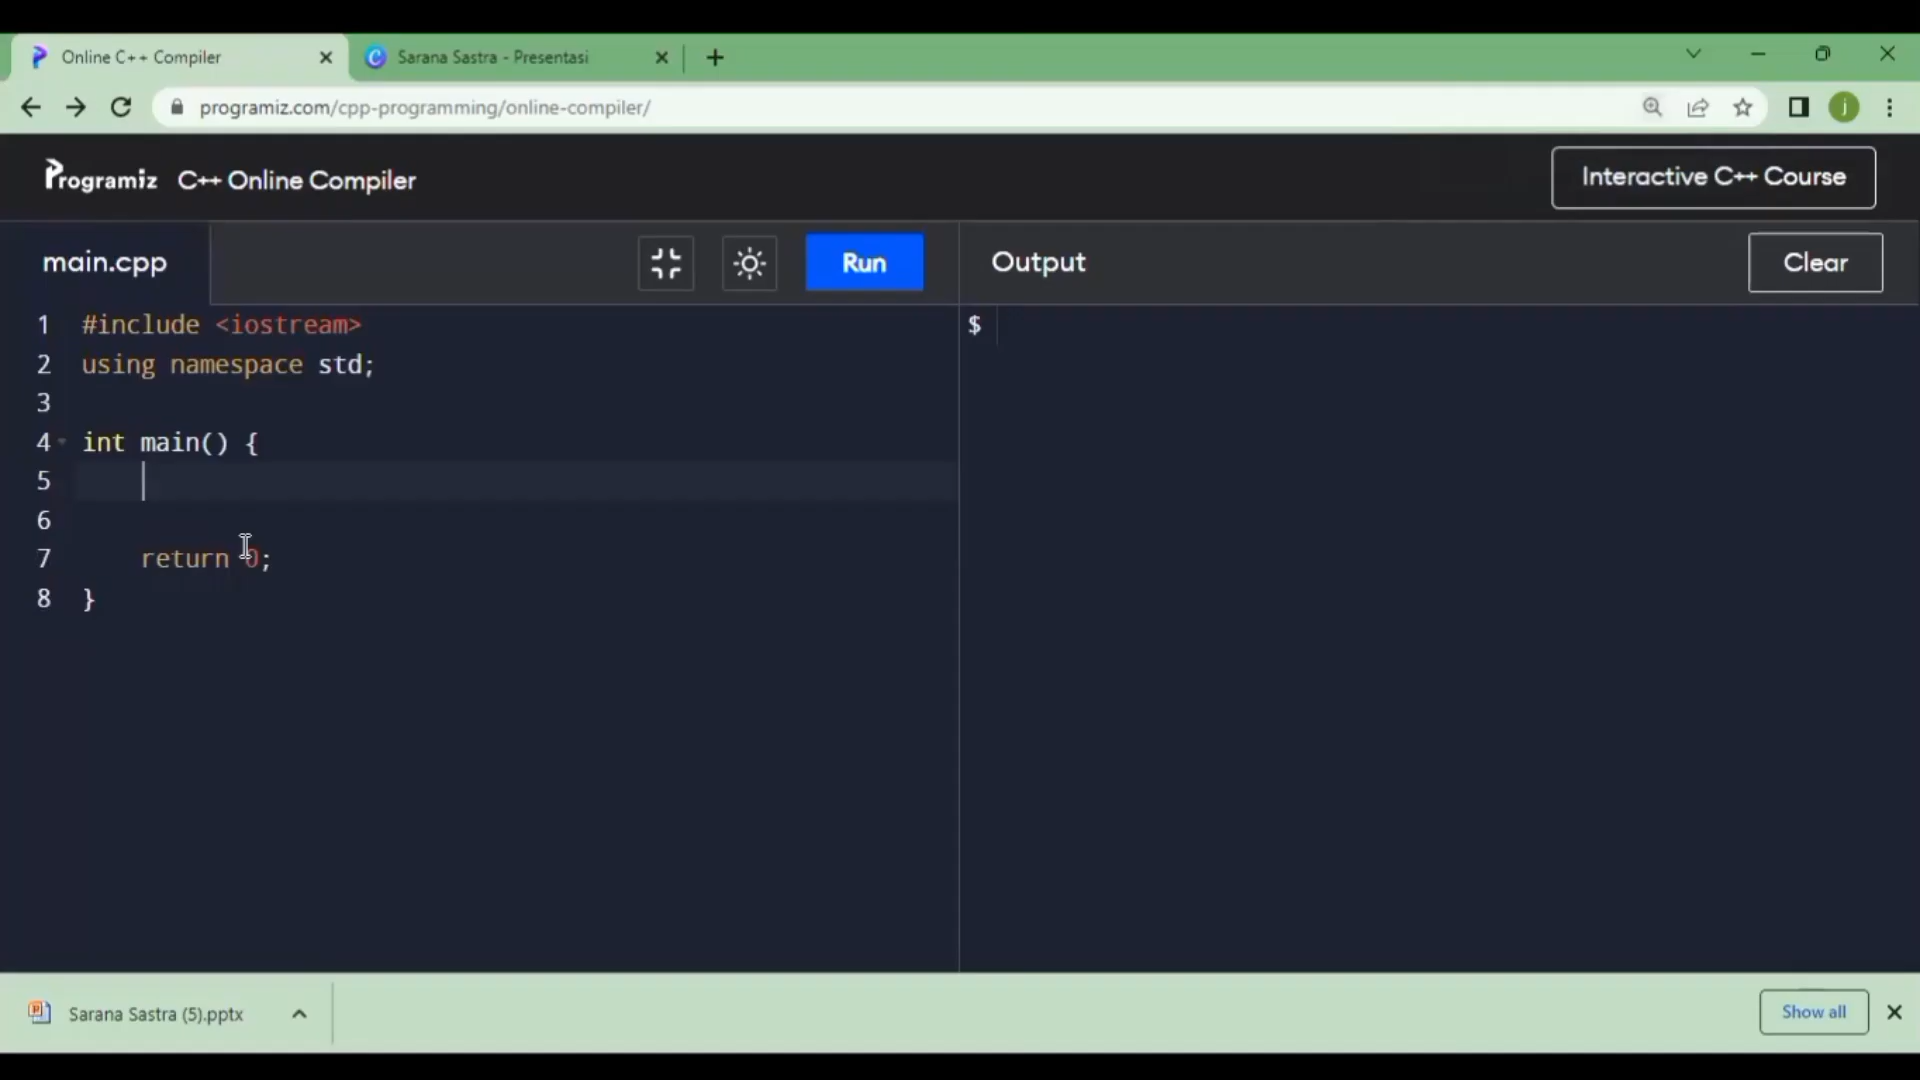 Online C++ Compiler
Sarana Sastra - Presentasi
programiz.com/cpp-programming/online-compiler/
j
Programiz C++ Online Compiler
Interactive C++ Course
main.cpp
Run
Output
Clear
1 #include <iostream>
2 using namespace std;
3
4 int main() {
5
6
7 return 0;
8 }
$
Sarana Sastra (5).pptx
Show all